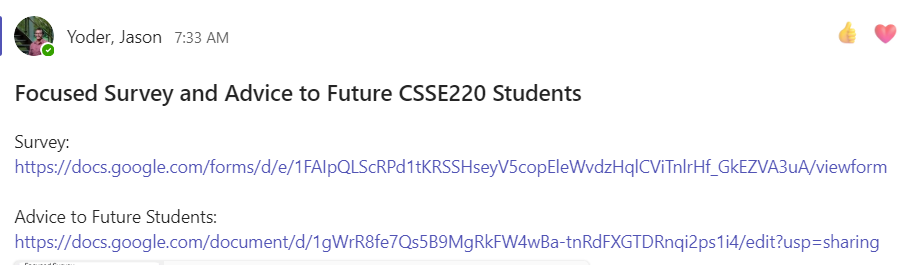 Yoder, Jason 7:33 AM
Focused Survey and Advice to Future CSSE220 Students
Survey:
https://docs.google.com/forms/d/e/1FAIpQLScRPd1tKRSSHseyV5copEleWvdzHqlCViTnlrHf_GkEZVA3uA/viewform
Advice to Future Students:
https://docs.google.com/document/d/1gWrR8fe7Qs5B9MgRkFW4wBa-tnRdFXGTDRnqi2ps1i4/edit?usp=sharing